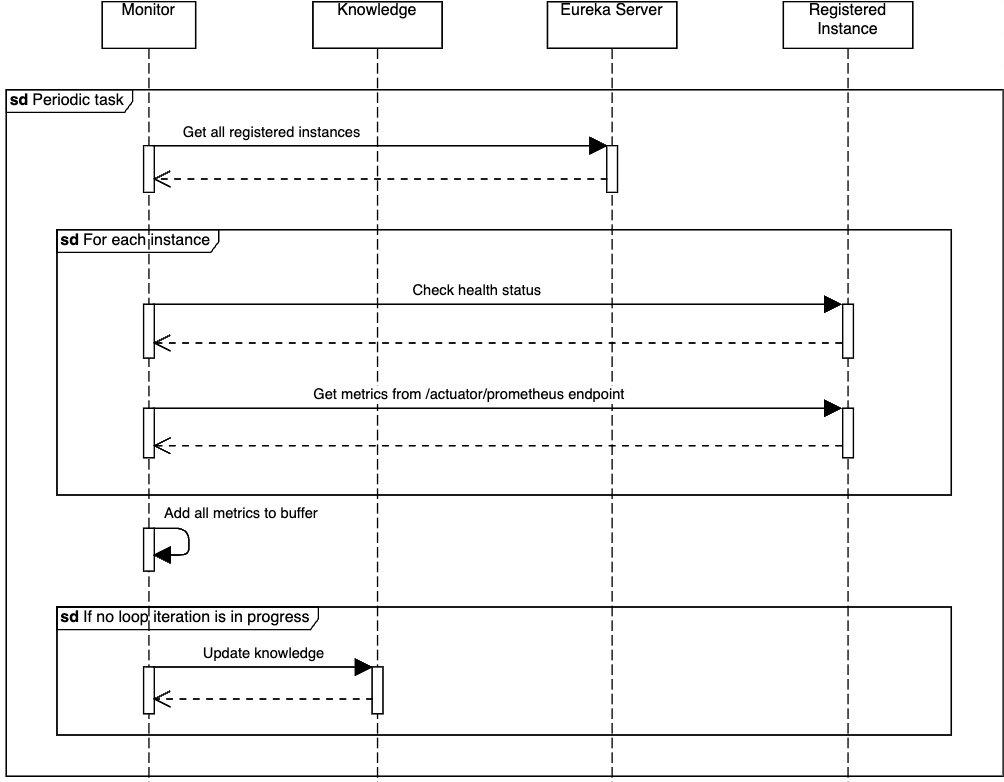 Monitor
Knowledge
Eureka Server
Registered
Instance
sd Periodic task
Get all registered instances
sd For each instance
Check health status
Get metrics from /actuator/prometheus endpoint
Add all metrics to buffer
sd If no loop iteration is in progress
Update knowledge